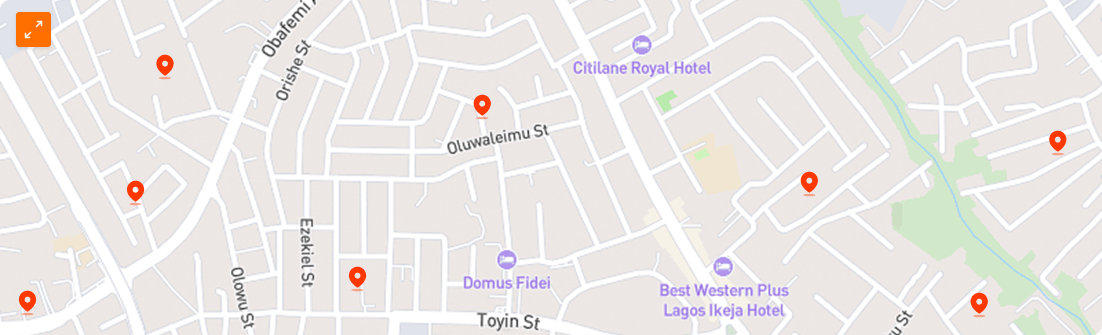 Obafemi
Orishe St
Citilane Royal Hotel
Oluwaleimu St
Ezekiel St
Olowu St
Domus Fidei
Best Western Plus
Lagos Ikeja Hotel
Toyin St
St